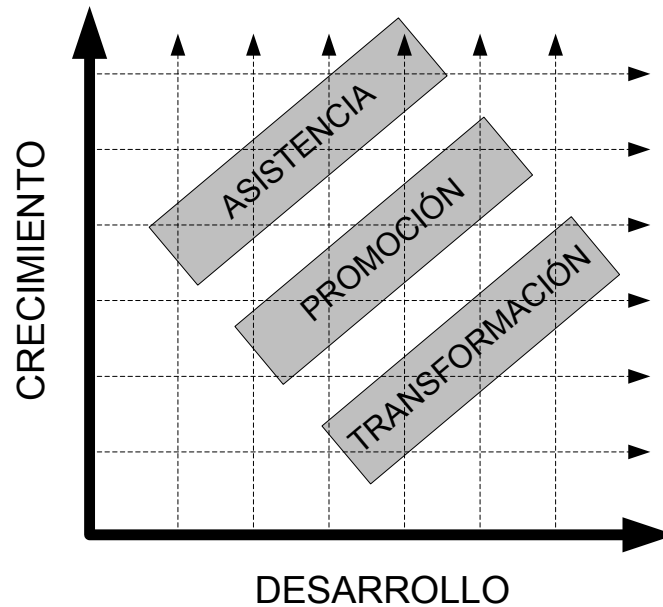 ASISTENCIA
PROMOCIÓN
TRANSFORMACIÓN
CRECIMIENTO
DESARROLLO